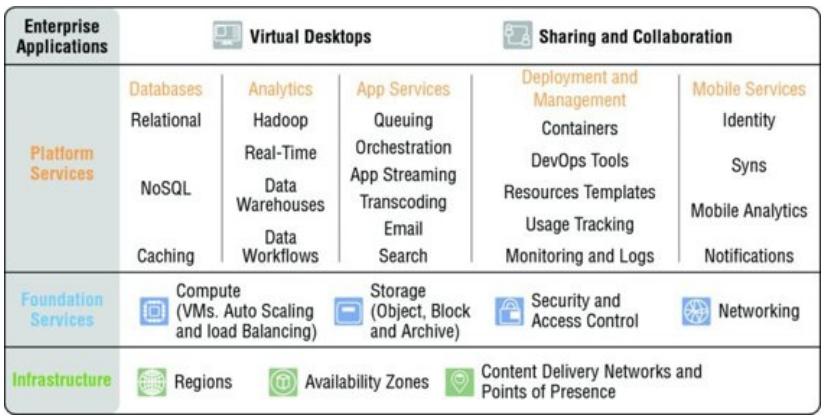 Enterprise
Applications
Virtual Desktops
Sharing and Collaboration
Platform
Services
Databases
Relational
NoSQL
Caching
Analytics
Hadoop
Real-Time
Data
Warehouses
Data
Workflows
App Services
Queuing
Orchestration
App Streaming
Transcoding
Email
Search
Deployment and
Management
Containers
DevOps Tools
Resources Templates
Usage Tracking
Monitoring and Logs
Mobile Services
Identity
Syns
Mobile Analytics
Notifications
Foundation
Services
Compute
(VMs. Auto Scaling
and load Balancing)
Storage
(Object, Block
and Archive)
Security and
Access Control
Networking
Infrastructure
Regions
Availability Zones
Content Delivery Networks and
Points of Presence